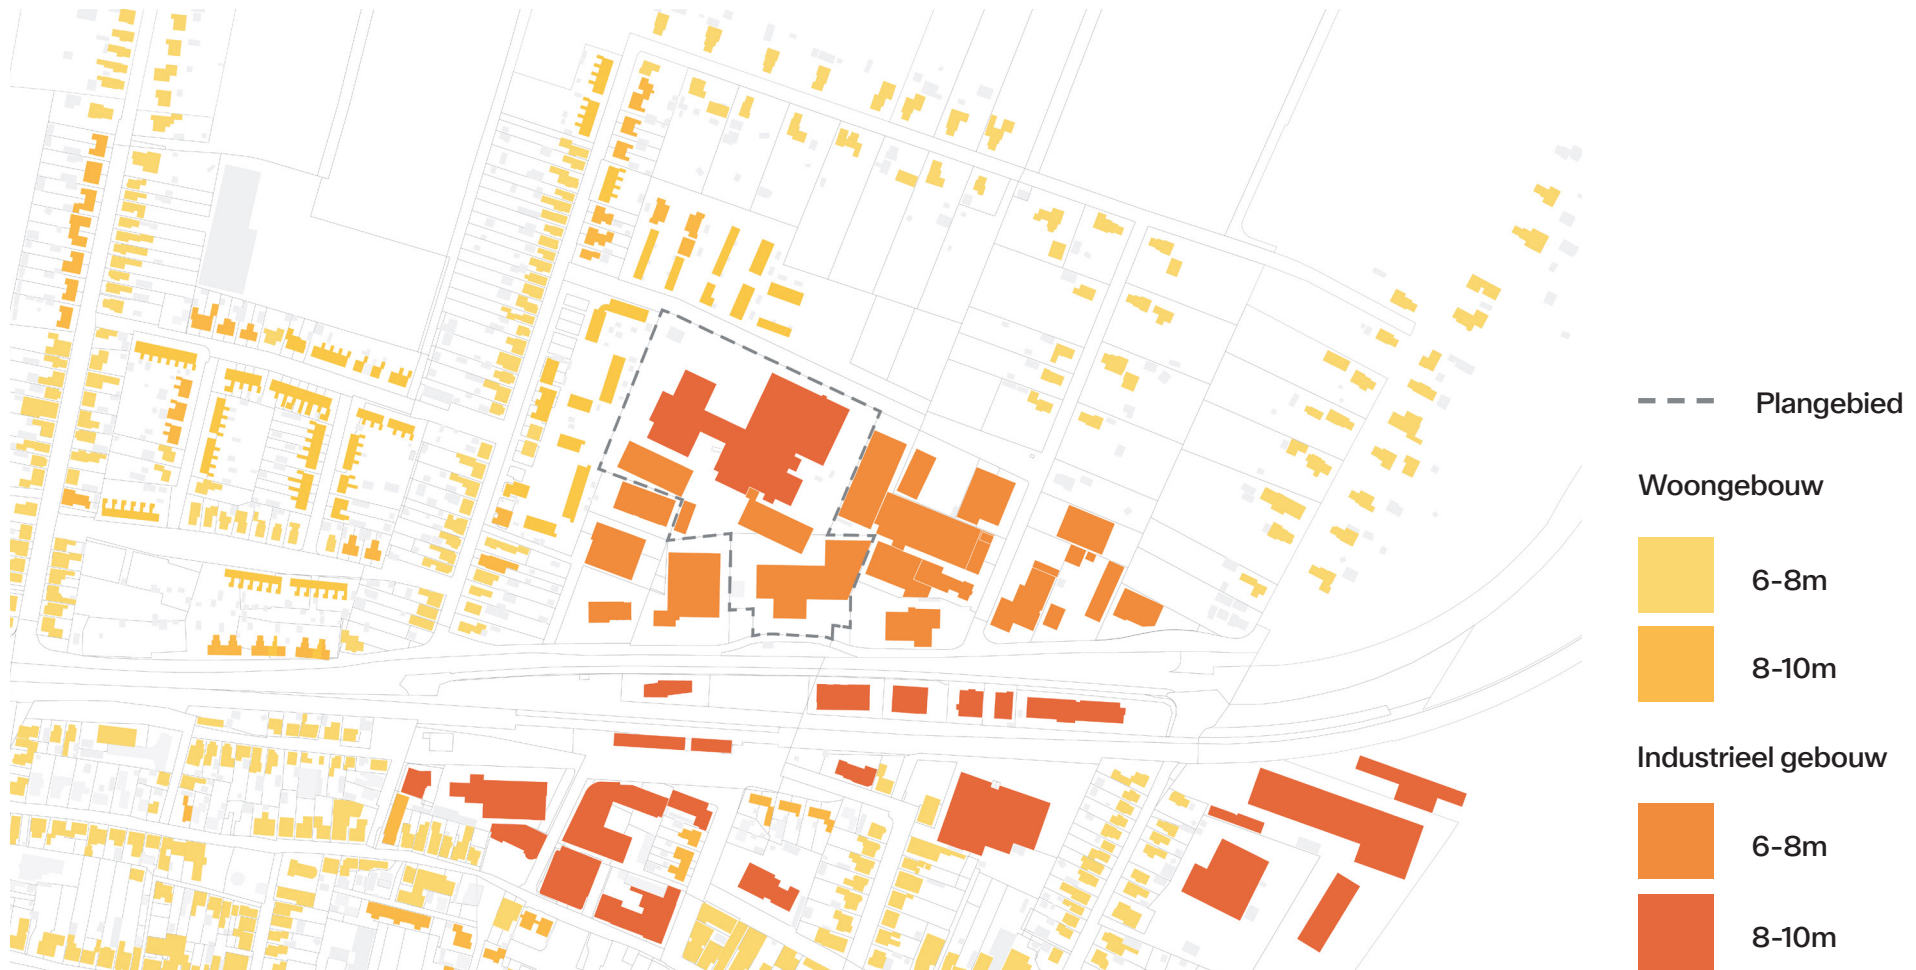 Plangebied
Woongebouw
6-8m
8-10m
Industrieel gebouw
6-8m
8-10m